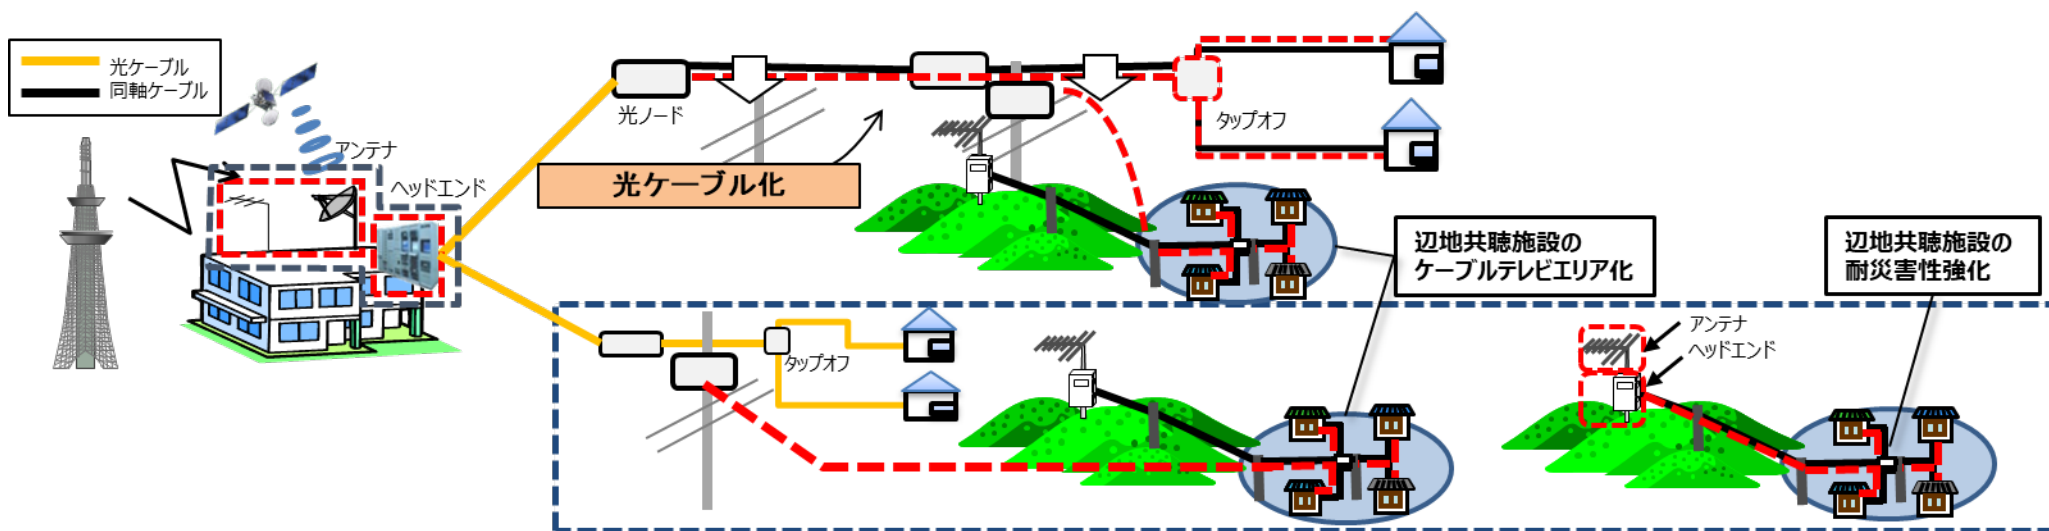 光ケーブル
同軸ケーブル
アンテナ
ヘッドエンド
光ノード
光ケーブル化
タップオフ
辺地共聴施設の
ケーブルテレビエリア化
辺地共聴施設の
耐災害性強化
タップオフ
アンテナ
ヘッドエンド